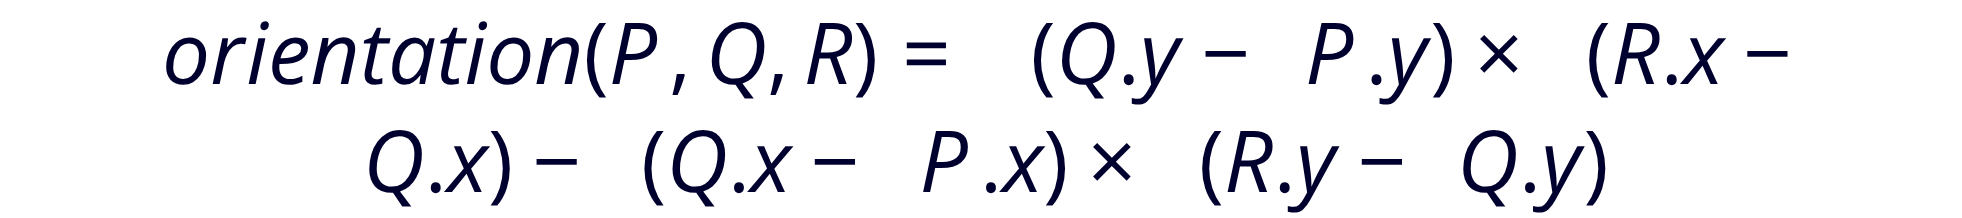 orientation(P, Q, R) = (Q.y − P.y) × (R.x −
Q.x) − (Q.x − P.x) × (R.y − Q.y)